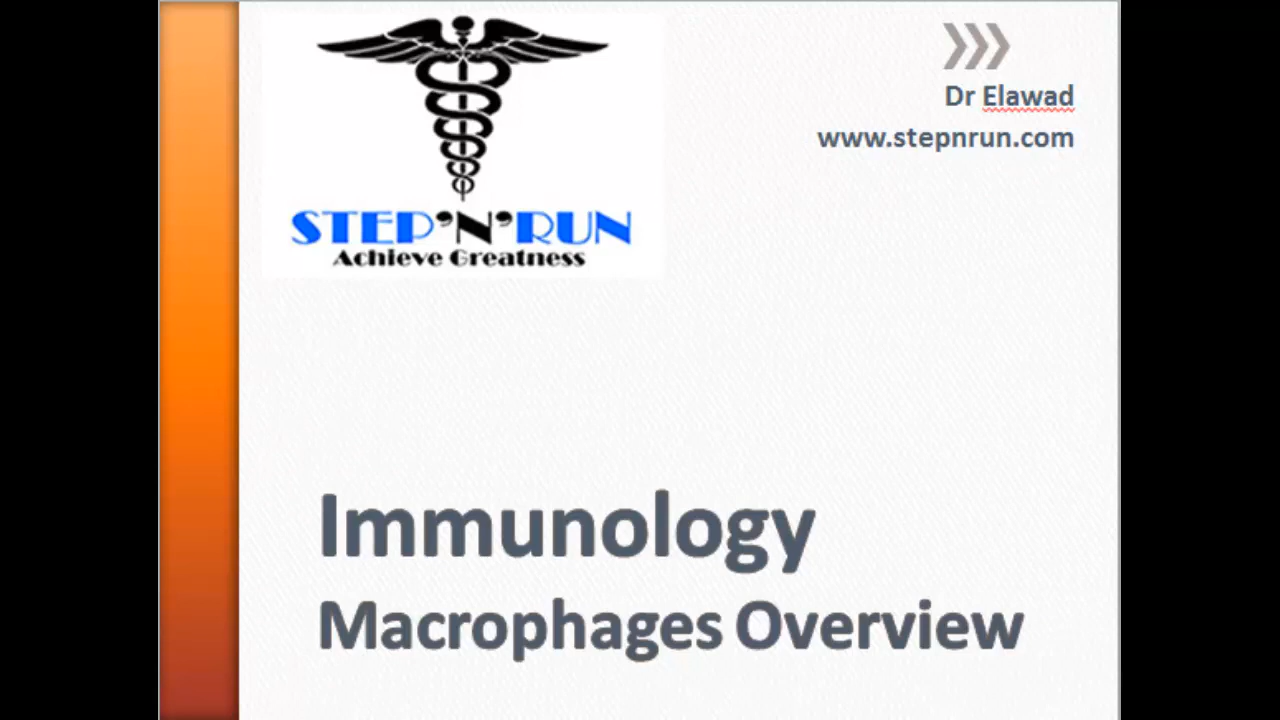 Dr Elawad
www.stepnrun.com
STEP'N'RUN
Achieve Greatness
Immunology
Macrophages Overview